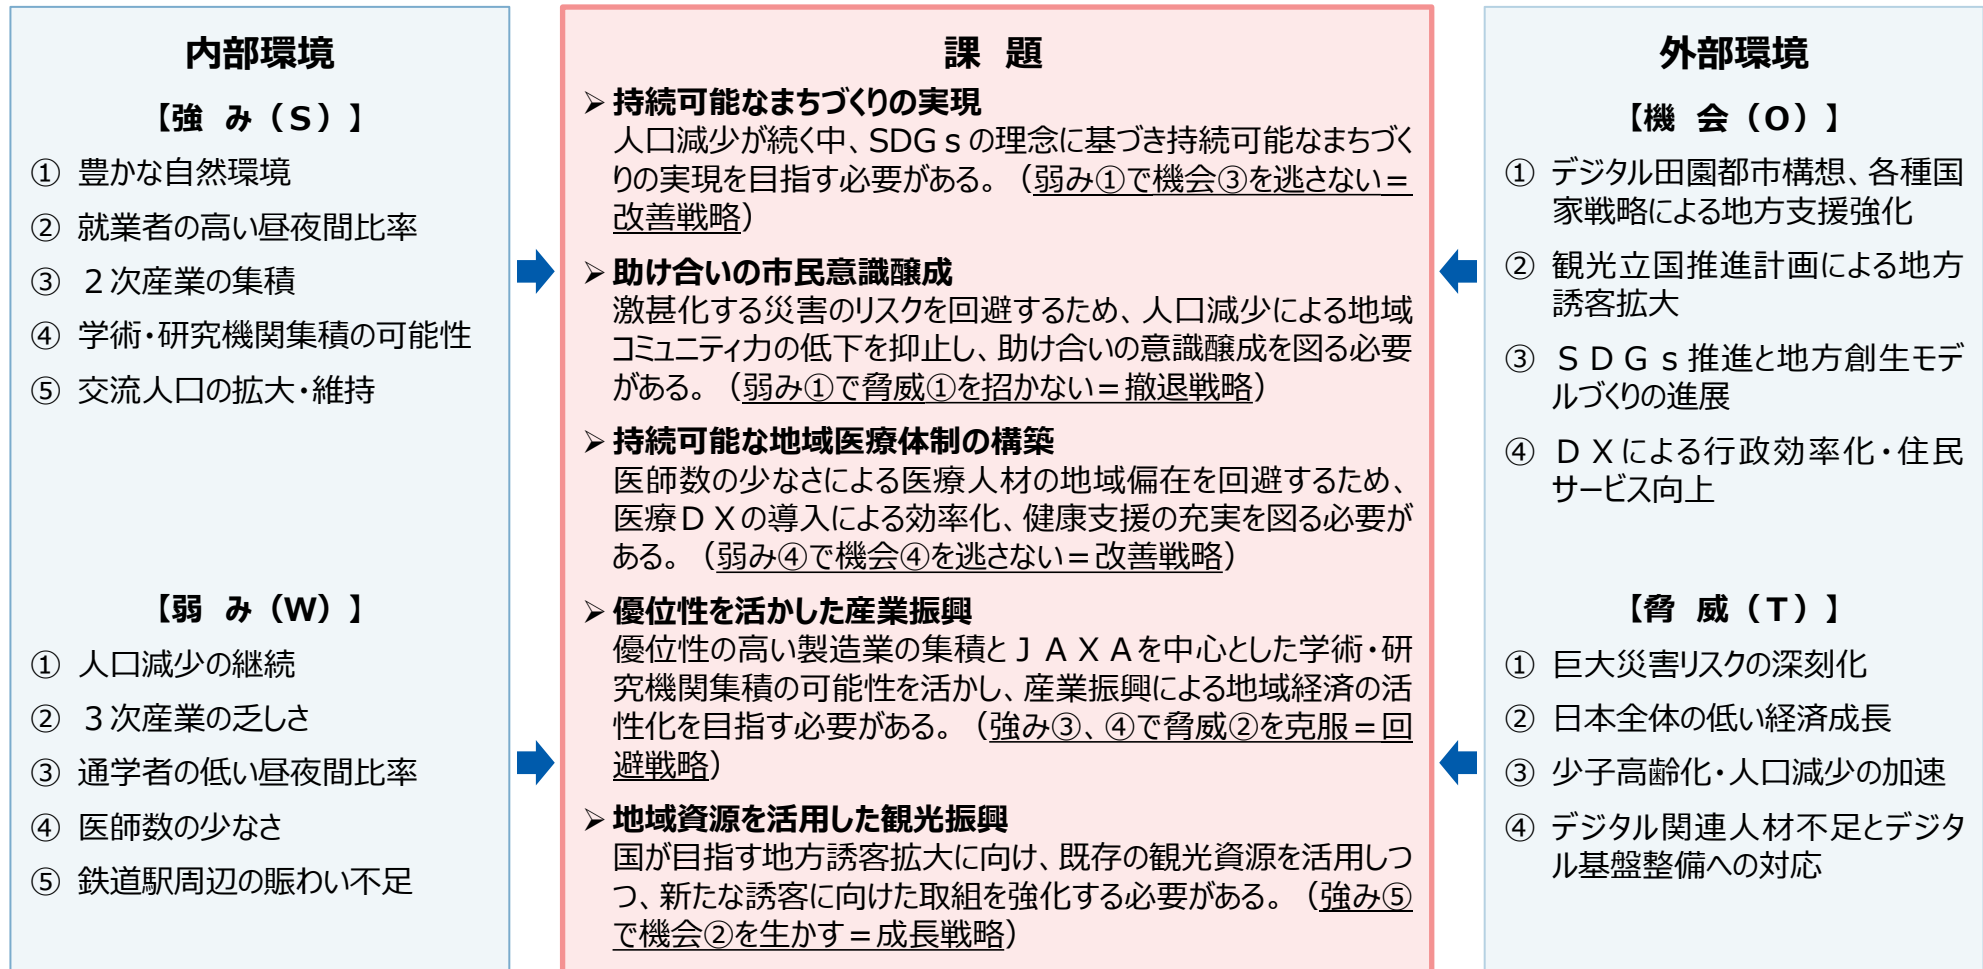 内部環境
【強 み（S）】
① 豊かな自然環境
② 就業者の高い昼夜間比率
③ ２次産業の集積
④ 学術・研究機関集積の可能性
⑤ 交流人口の拡大・維持
【弱 み（W）】
① 人口減少の継続
② ３次産業の乏しさ
③ 通学者の低い昼夜間比率
④ 医師数の少なさ
⑤ 鉄道駅周辺の賑わい不足
課 題
➢ 持続可能なまちづくりの実現
人口減少が続く中、SDGｓの理念に基づき持続可能なまちづく
りの実現を目指す必要がある。（弱み①で機会③を逃さない＝
改善戦略）
➢ 助け合いの市民意識醸成
激甚化する災害のリスクを回避するため、人口減少による地域
コミュニティ力の低下を抑止し、助け合いの意識醸成を図る必要
がある。（弱み①で脅威①を招かない＝撤退戦略）
➢ 持続可能な地域医療体制の構築
医師数の少なさによる医療人材の地域偏在を回避するため、
医療ＤＸの導入による効率化、健康支援の充実を図る必要が
ある。（弱み④で機会④を逃さない＝改善戦略）
➢ 優位性を活かした産業振興
優位性の高い製造業の集積とＪＡＸＡを中心とした学術・研
究機関集積の可能性を活かし、産業振興による地域経済の活
性化を目指す必要がある。（強み③、④で脅威②を克服＝回
避戦略）
➢ 地域資源を活用した観光振興
国が目指す地方誘客拡大に向け、既存の観光資源を活用しつ
つ、新たな誘客に向けた取組を強化する必要がある。（強み⑤
で機会②を生かす＝成長戦略）
外部環境
【機 会（O）】
① デジタル田園都市構想、各種国
家戦略による地方支援強化
② 観光立国推進計画による地方
誘客拡大
③ ＳＤＧｓ推進と地方創生モデ
ルづくりの進展
④ ＤＸによる行政効率化・住民
サービス向上
【脅 威（T）】
① 巨大災害リスクの深刻化
② 日本全体の低い経済成長
③ 少子高齢化・人口減少の加速
④ デジタル関連人材不足とデジタ
ル基盤整備への対応